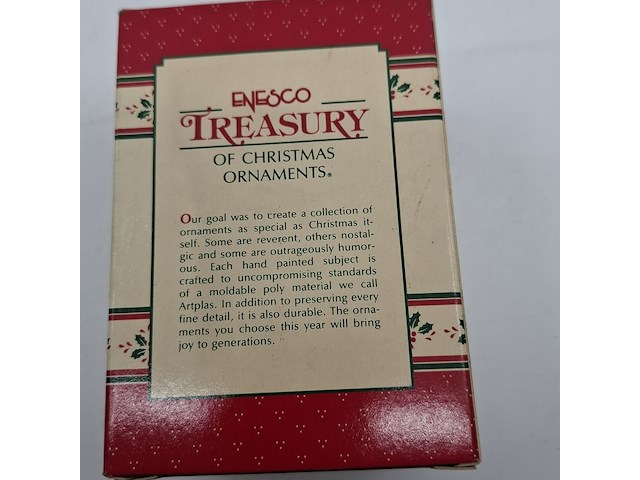 ENESCO
TREASURY
OF CHRISTMAS
ORNAMENTS®
Our goal was to create a collection of
ornaments as special as Christmas it-
self. Some are reverent, others nostal-
gic and some are outrageously humor-
ous. Each hand painted subject is
crafted to uncompromising standards
of a moldable poly material we call
Artplas. In addition to preserving every
fine detail, it is also durable. The orna-
ments you choose this year will bring
joy to generations.